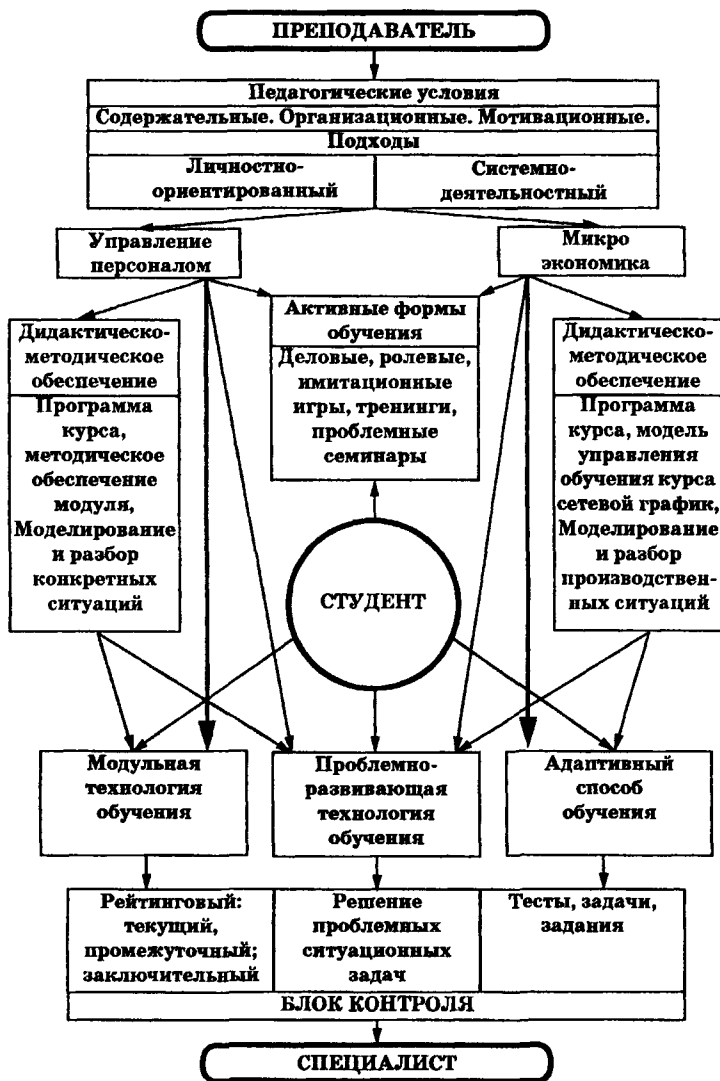 ПРЕПОДАВАТЕЛЬ
Педагогические условия
Содержательные. Организационные. Мотивационные.
Подходы
Личностно-
ориентированный
Системно-
деятельностный
Управление
персоналом
Микро
экономика
Активные формы
обучения
Деловые, ролевые,
имитационные
игры, тренинги,
проблемные
семинары
Дидактическо-
методическое
обеспечение
Программа
курса,
методическое
обеспечение
модуля,
Моделирование
и разбор
конкретных
ситуаций
Дидактическо-
методическое
обеспечение
Программа
курса, модель
управления
обучения курса
сетевой график,
Моделирование
и разбор
производствен-
ных ситуаций
СТУДЕНТ
Модульная
технология
обучения
Проблемно-
развивающая
технология
обучения
Адаптивный
способ
обучения
Рейтинговый:
текущий,
промежуточный;
заключительный
Решение
проблемных
ситуационных
задач
Тесты, задачи,
задания
БЛОК КОНТРОЛЯ
СПЕЦИАЛИСТ